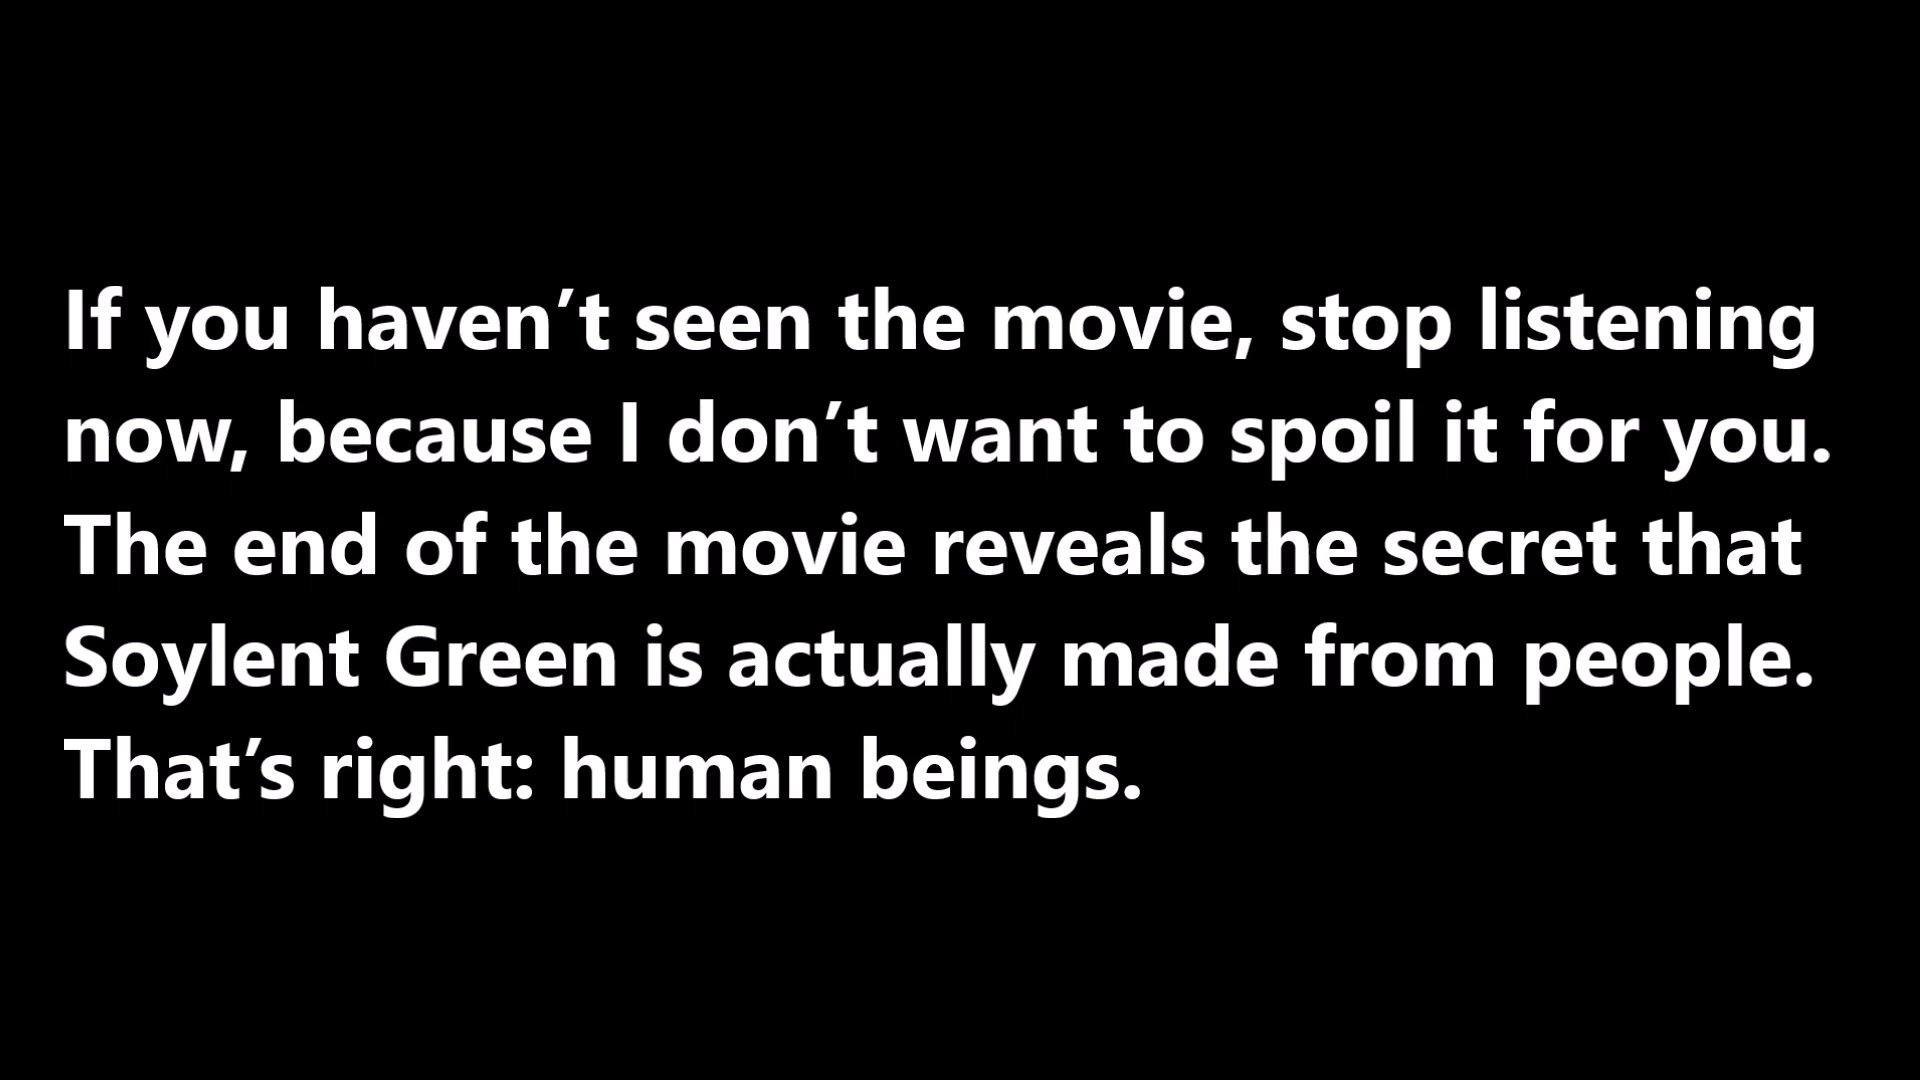 If you haven’t seen the movie, stop listening
now, because I don’t want to spoil it for you.
The end of the movie reveals the secret that
Soylent Green is actually made from people.
That’s right: human beings.